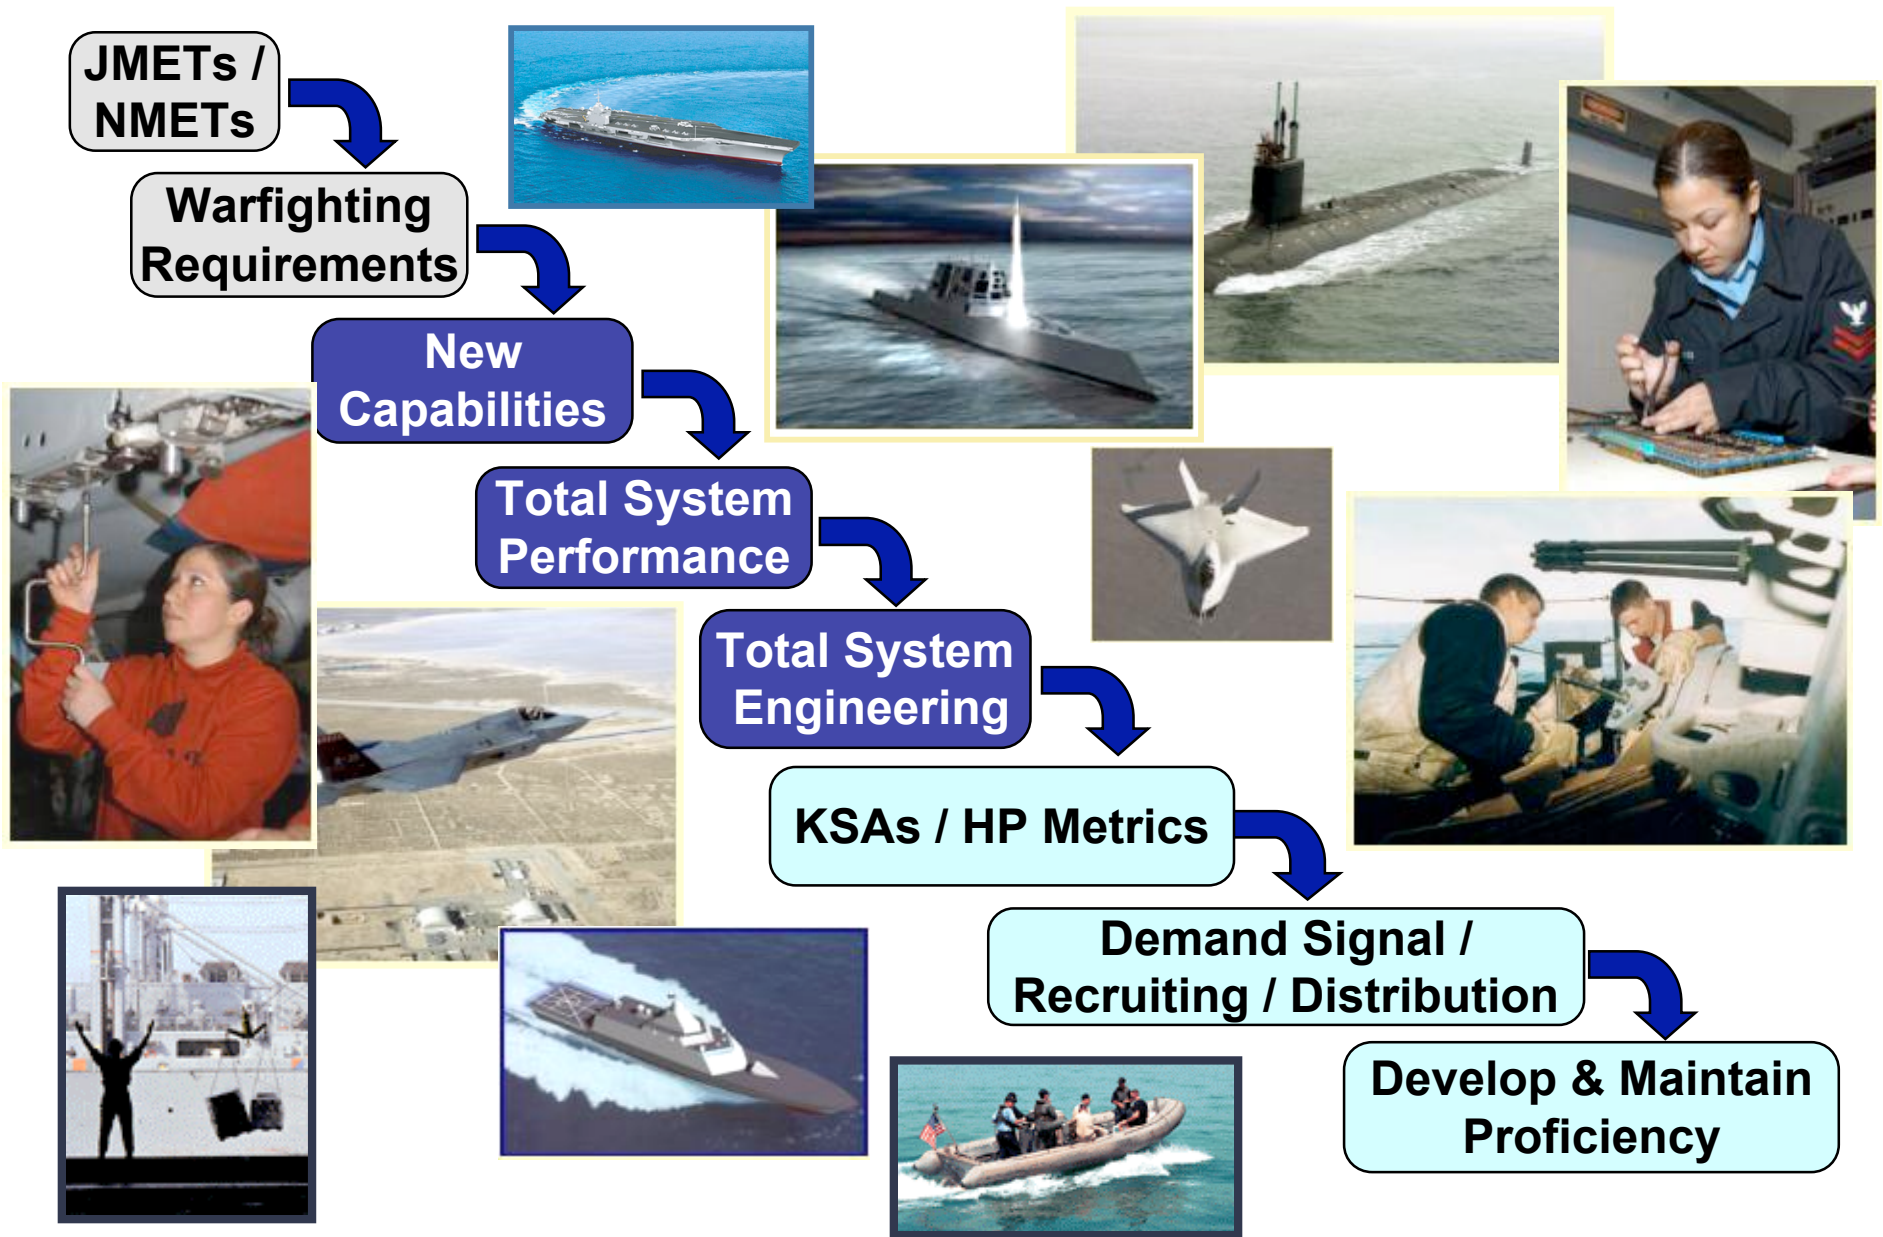 JMETs /
NMETs
Warfighting
Requirements
New
Capabilities
Total System
Performance
Total System
Engineering
KSAs / HP Metrics
Demand Signal /
Recruiting / Distribution
Develop & Maintain
Proficiency